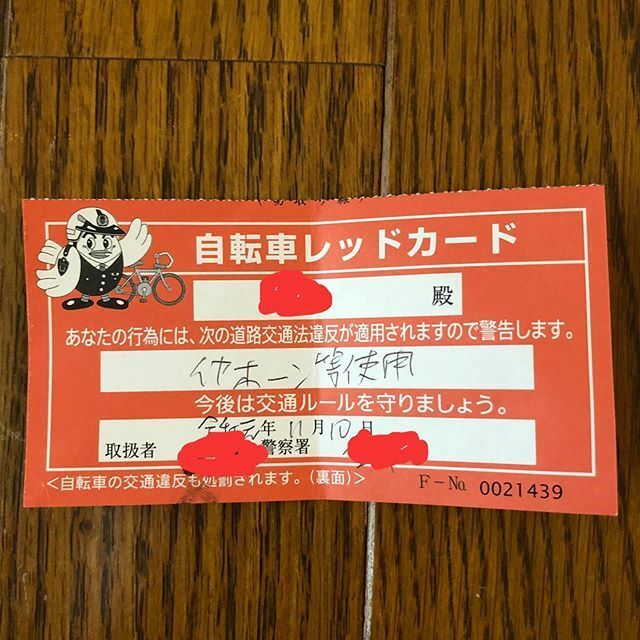 自転車レッドカード
殿
あなたの行為には、次の道路交通法違反が適用されますので警告します。
イヤホーン等使用
今後は交通ルールを守りましょう。
令和元年11月10日
取扱者 警察署
＜自転車の交通違反も処罰されます。(裏面)＞
F-No. 0021439